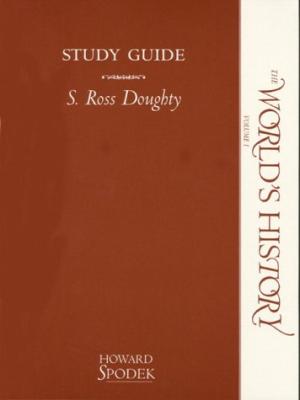 STUDY GUIDE
S. Ross Doughty
THE
WORLD'S HISTORY
VOLUME I
HOWARD
SPODEK